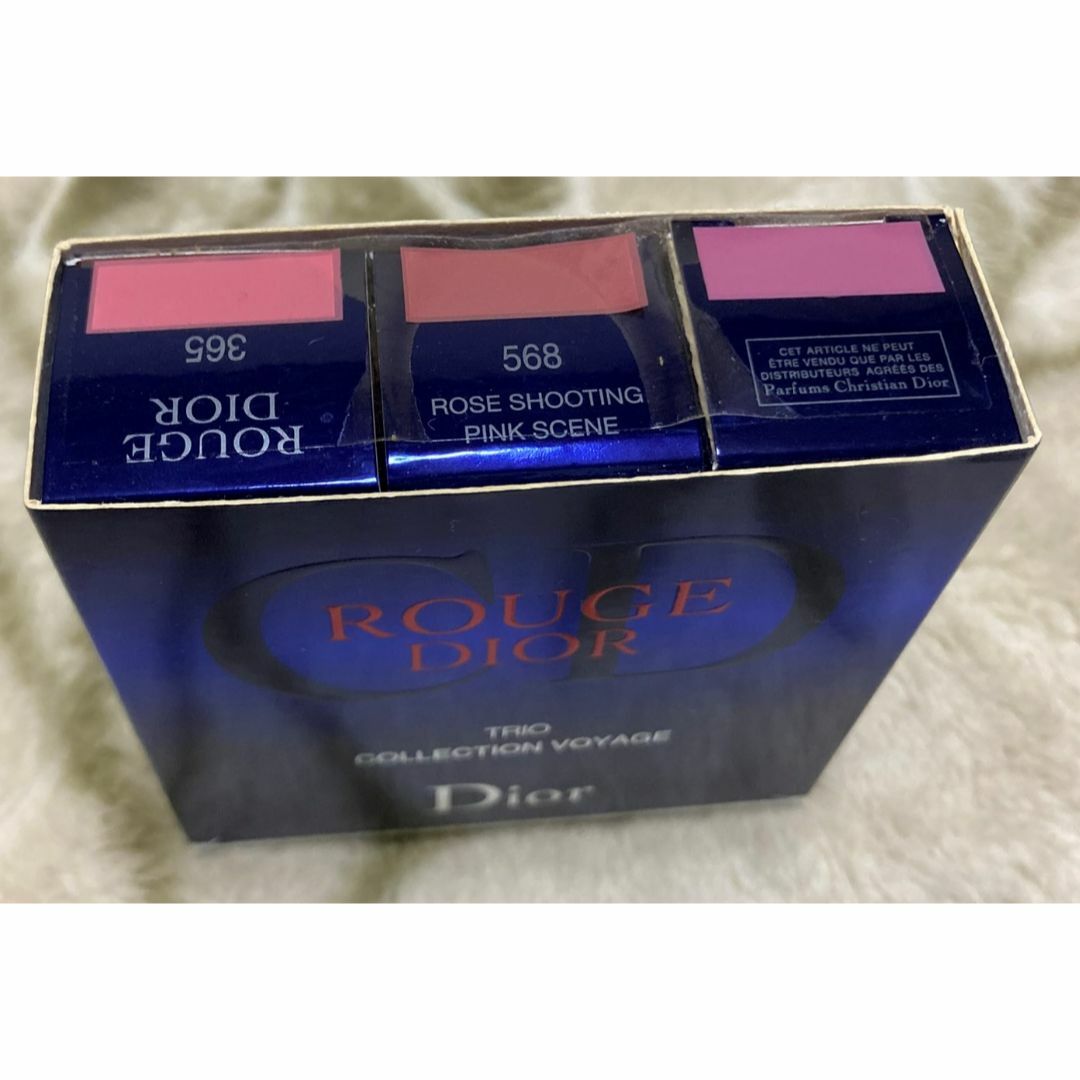 365
ROUGE
DIOR
568
ROSE SHOOTING
PINK SCENE
CET ARTICLE NE PEUT
ÊTRE VENDU QUE PAR LES
DISTRIBUTEURS AGRÉÉS DES
Parfums Christian Dior
CD
ROUGE
DIOR
TRIO
COLLECTION VOYAGE
Dior